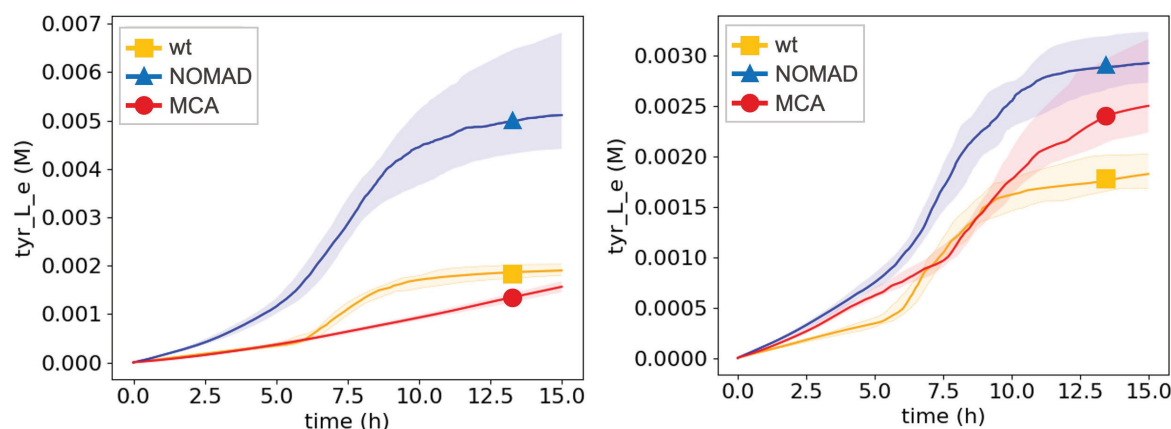 0.007
0.006
0.005
0.004
0.003
0.002
0.001
0.000
tyr_L_e (M)
wt
NOMAD
MCA
0.0 2.5 5.0 7.5 10.0 12.5 15.0
time (h)
0.0030
0.0025
0.0020
0.0015
0.0010
0.0005
0.0000
tyr_L_e (M)
wt
NOMAD
MCA
0.0 2.5 5.0 7.5 10.0 12.5 15.0
time (h)